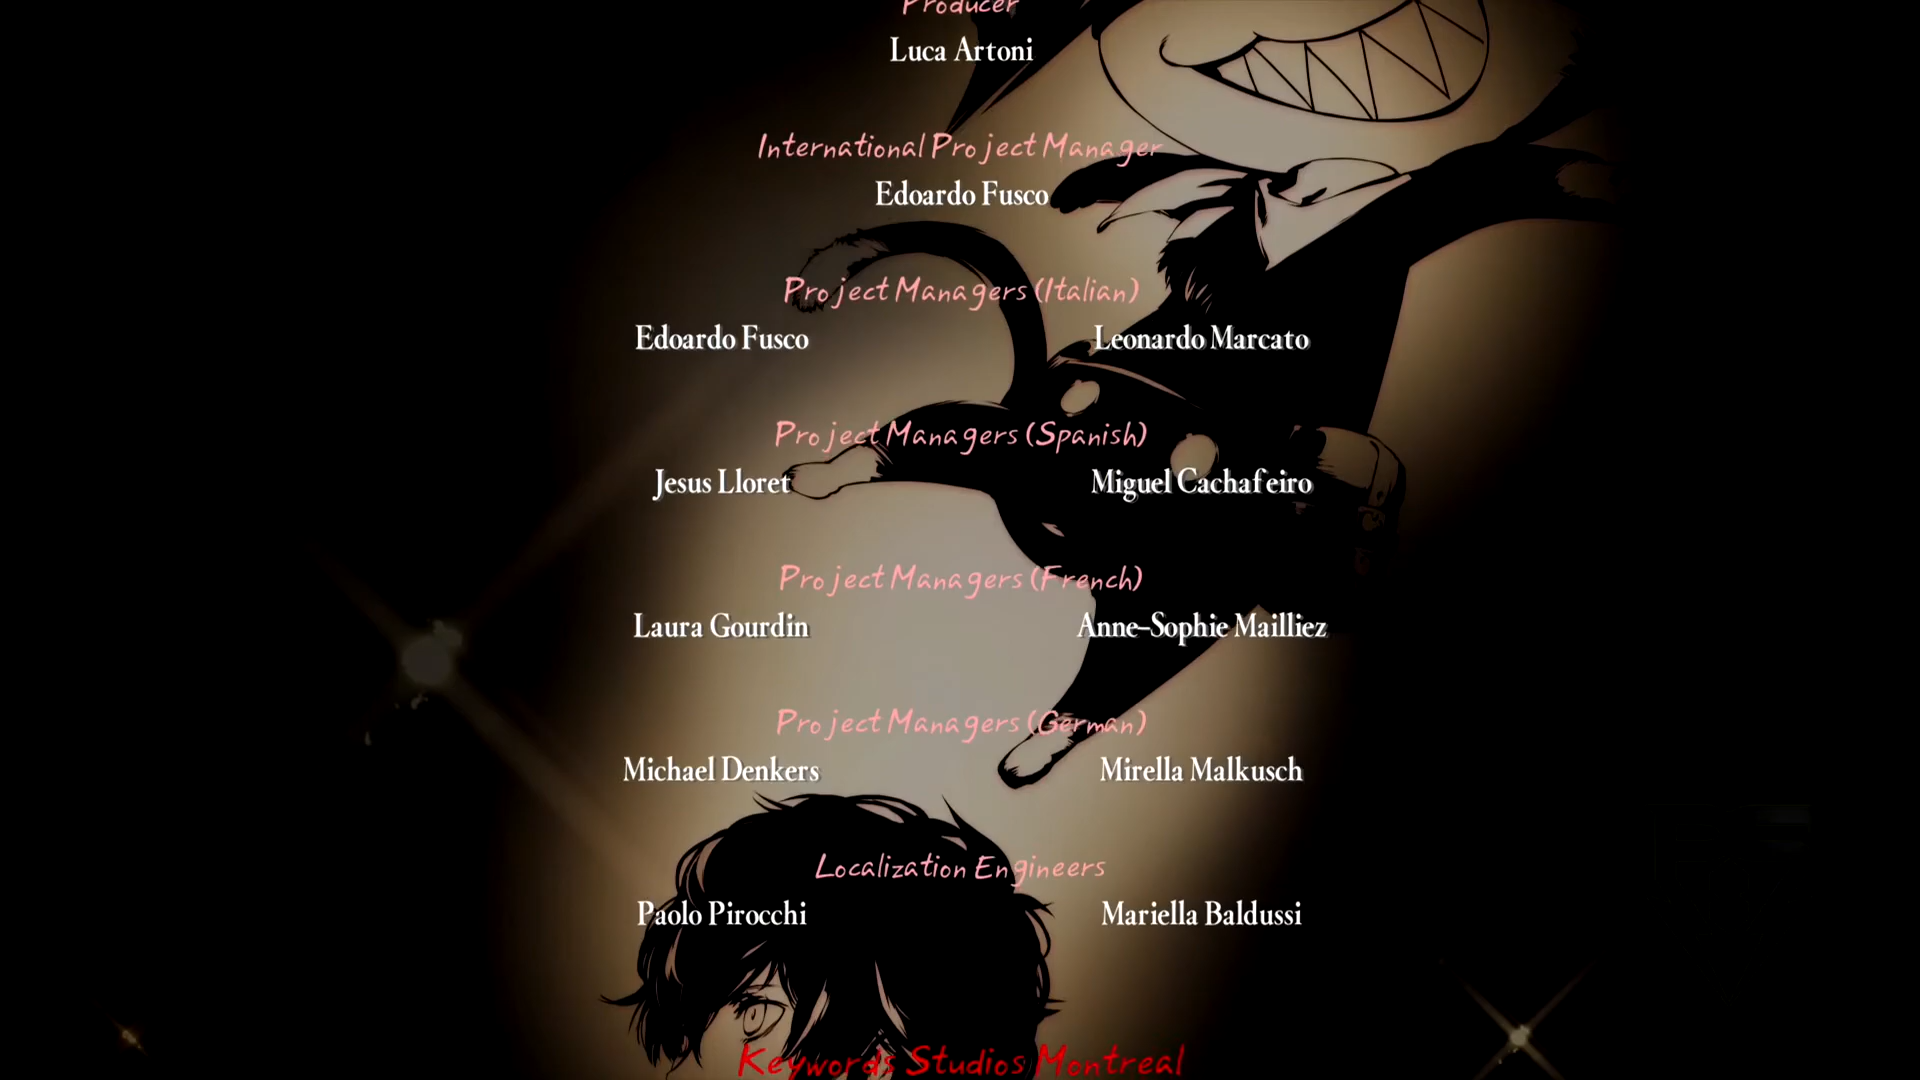 Producer
Luca Artoni
International Project Manager
Edoardo Fusco
Project Managers (Italian)
Edoardo Fusco Leonardo Marcato
Project Managers (Spanish)
Jesus Lloret Miguel Cachafeiro
Project Managers (French)
Laura Gourdin Anne-Sophie Mailliez
Project Managers (German)
Michael Denkers Mirella Malkusch
Localization Engineers
Paolo Pirocchi Mariella Baldussi
Keywords Studios Montreal